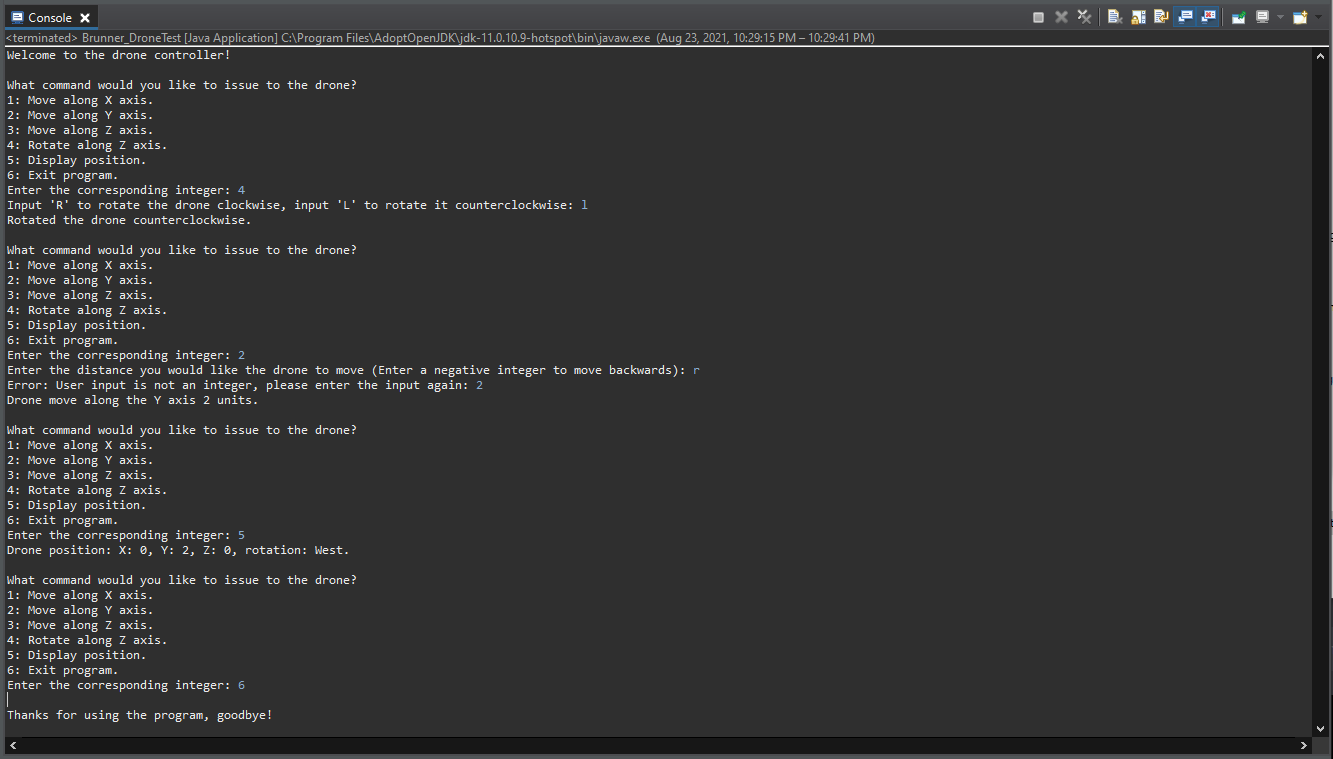 Console
<terminated> Brunner_DroneTest [Java Application] C:\Program Files\AdoptOpenJDK\jdk-11.0.10.9-hotspot\bin\javaw.exe (Aug 23, 2021, 10:29:15 PM – 10:29:41 PM)
Welcome to the drone controller!
What command would you like to issue to the drone?
1: Move along X axis.
2: Move along Y axis.
3: Move along Z axis.
4: Rotate along Z axis.
5: Display position.
6: Exit program.
Enter the corresponding integer: 4
Input 'R' to rotate the drone clockwise, input 'L' to rotate it counterclockwise: l
Rotated the drone counterclockwise.
What command would you like to issue to the drone?
1: Move along X axis.
2: Move along Y axis.
3: Move along Z axis.
4: Rotate along Z axis.
5: Display position.
6: Exit program.
Enter the corresponding integer: 2
Enter the distance you would like the drone to move (Enter a negative integer to move backwards): r
Error: User input is not an integer, please enter the input again: 2
Drone move along the Y axis 2 units.
What command would you like to issue to the drone?
1: Move along X axis.
2: Move along Y axis.
3: Move along Z axis.
4: Rotate along Z axis.
5: Display position.
6: Exit program.
Enter the corresponding integer: 5
Drone position: X: 0, Y: 2, Z: 0, rotation: West.
What command would you like to issue to the drone?
1: Move along X axis.
2: Move along Y axis.
3: Move along Z axis.
4: Rotate along Z axis.
5: Display position.
6: Exit program.
Enter the corresponding integer: 6
Thanks for using the program, goodbye!